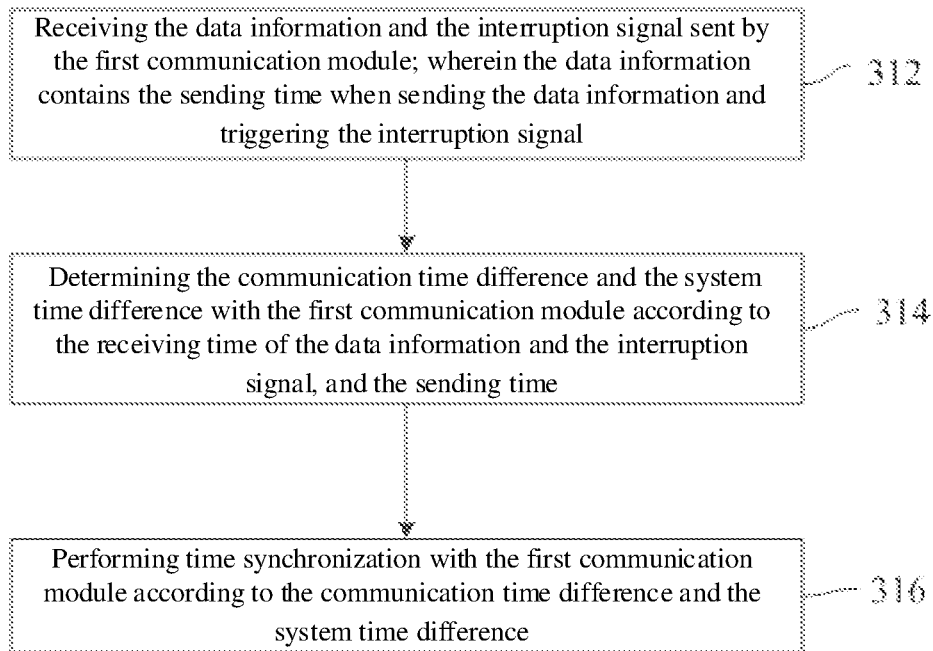 Receiving the data information and the interruption signal sent by
the first communication module; wherein the data information
contains the sending time when sending the data information and
triggering the interruption signal
312
Determining the communication time difference and the system
time difference with the first communication module according to
the receiving time of the data information and the interruption
signal, and the sending time
314
Performing time synchronization with the first communication
module according to the communication time difference and the
system time difference
316